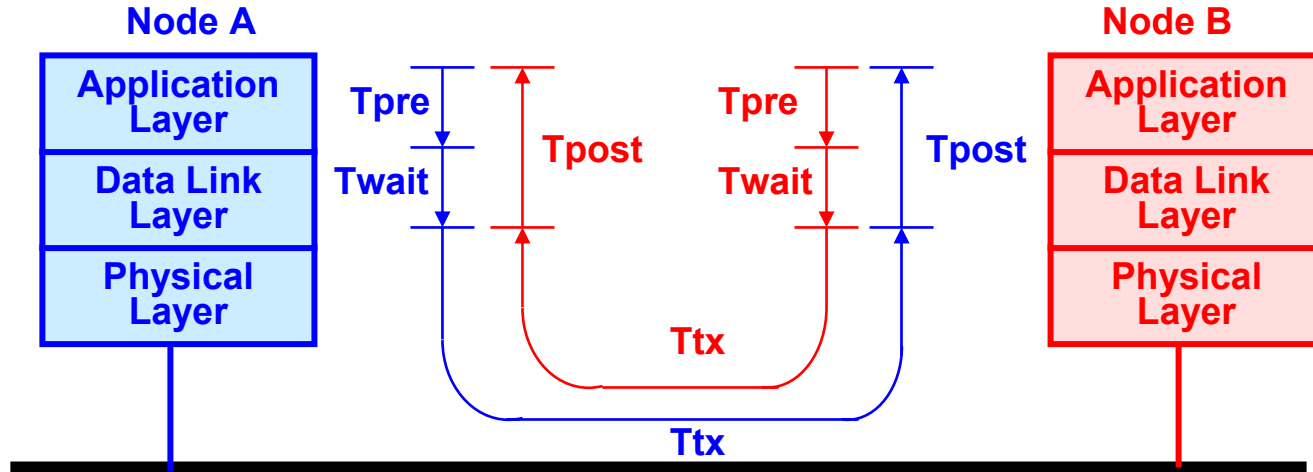 Node A
Node B
Application
Layer
Data Link
Layer
Physical
Layer
Tpre
Tpost
Twait
Tpre
Tpost
Twait
Ttx
Ttx
Application
Layer
Data Link
Layer
Physical
Layer